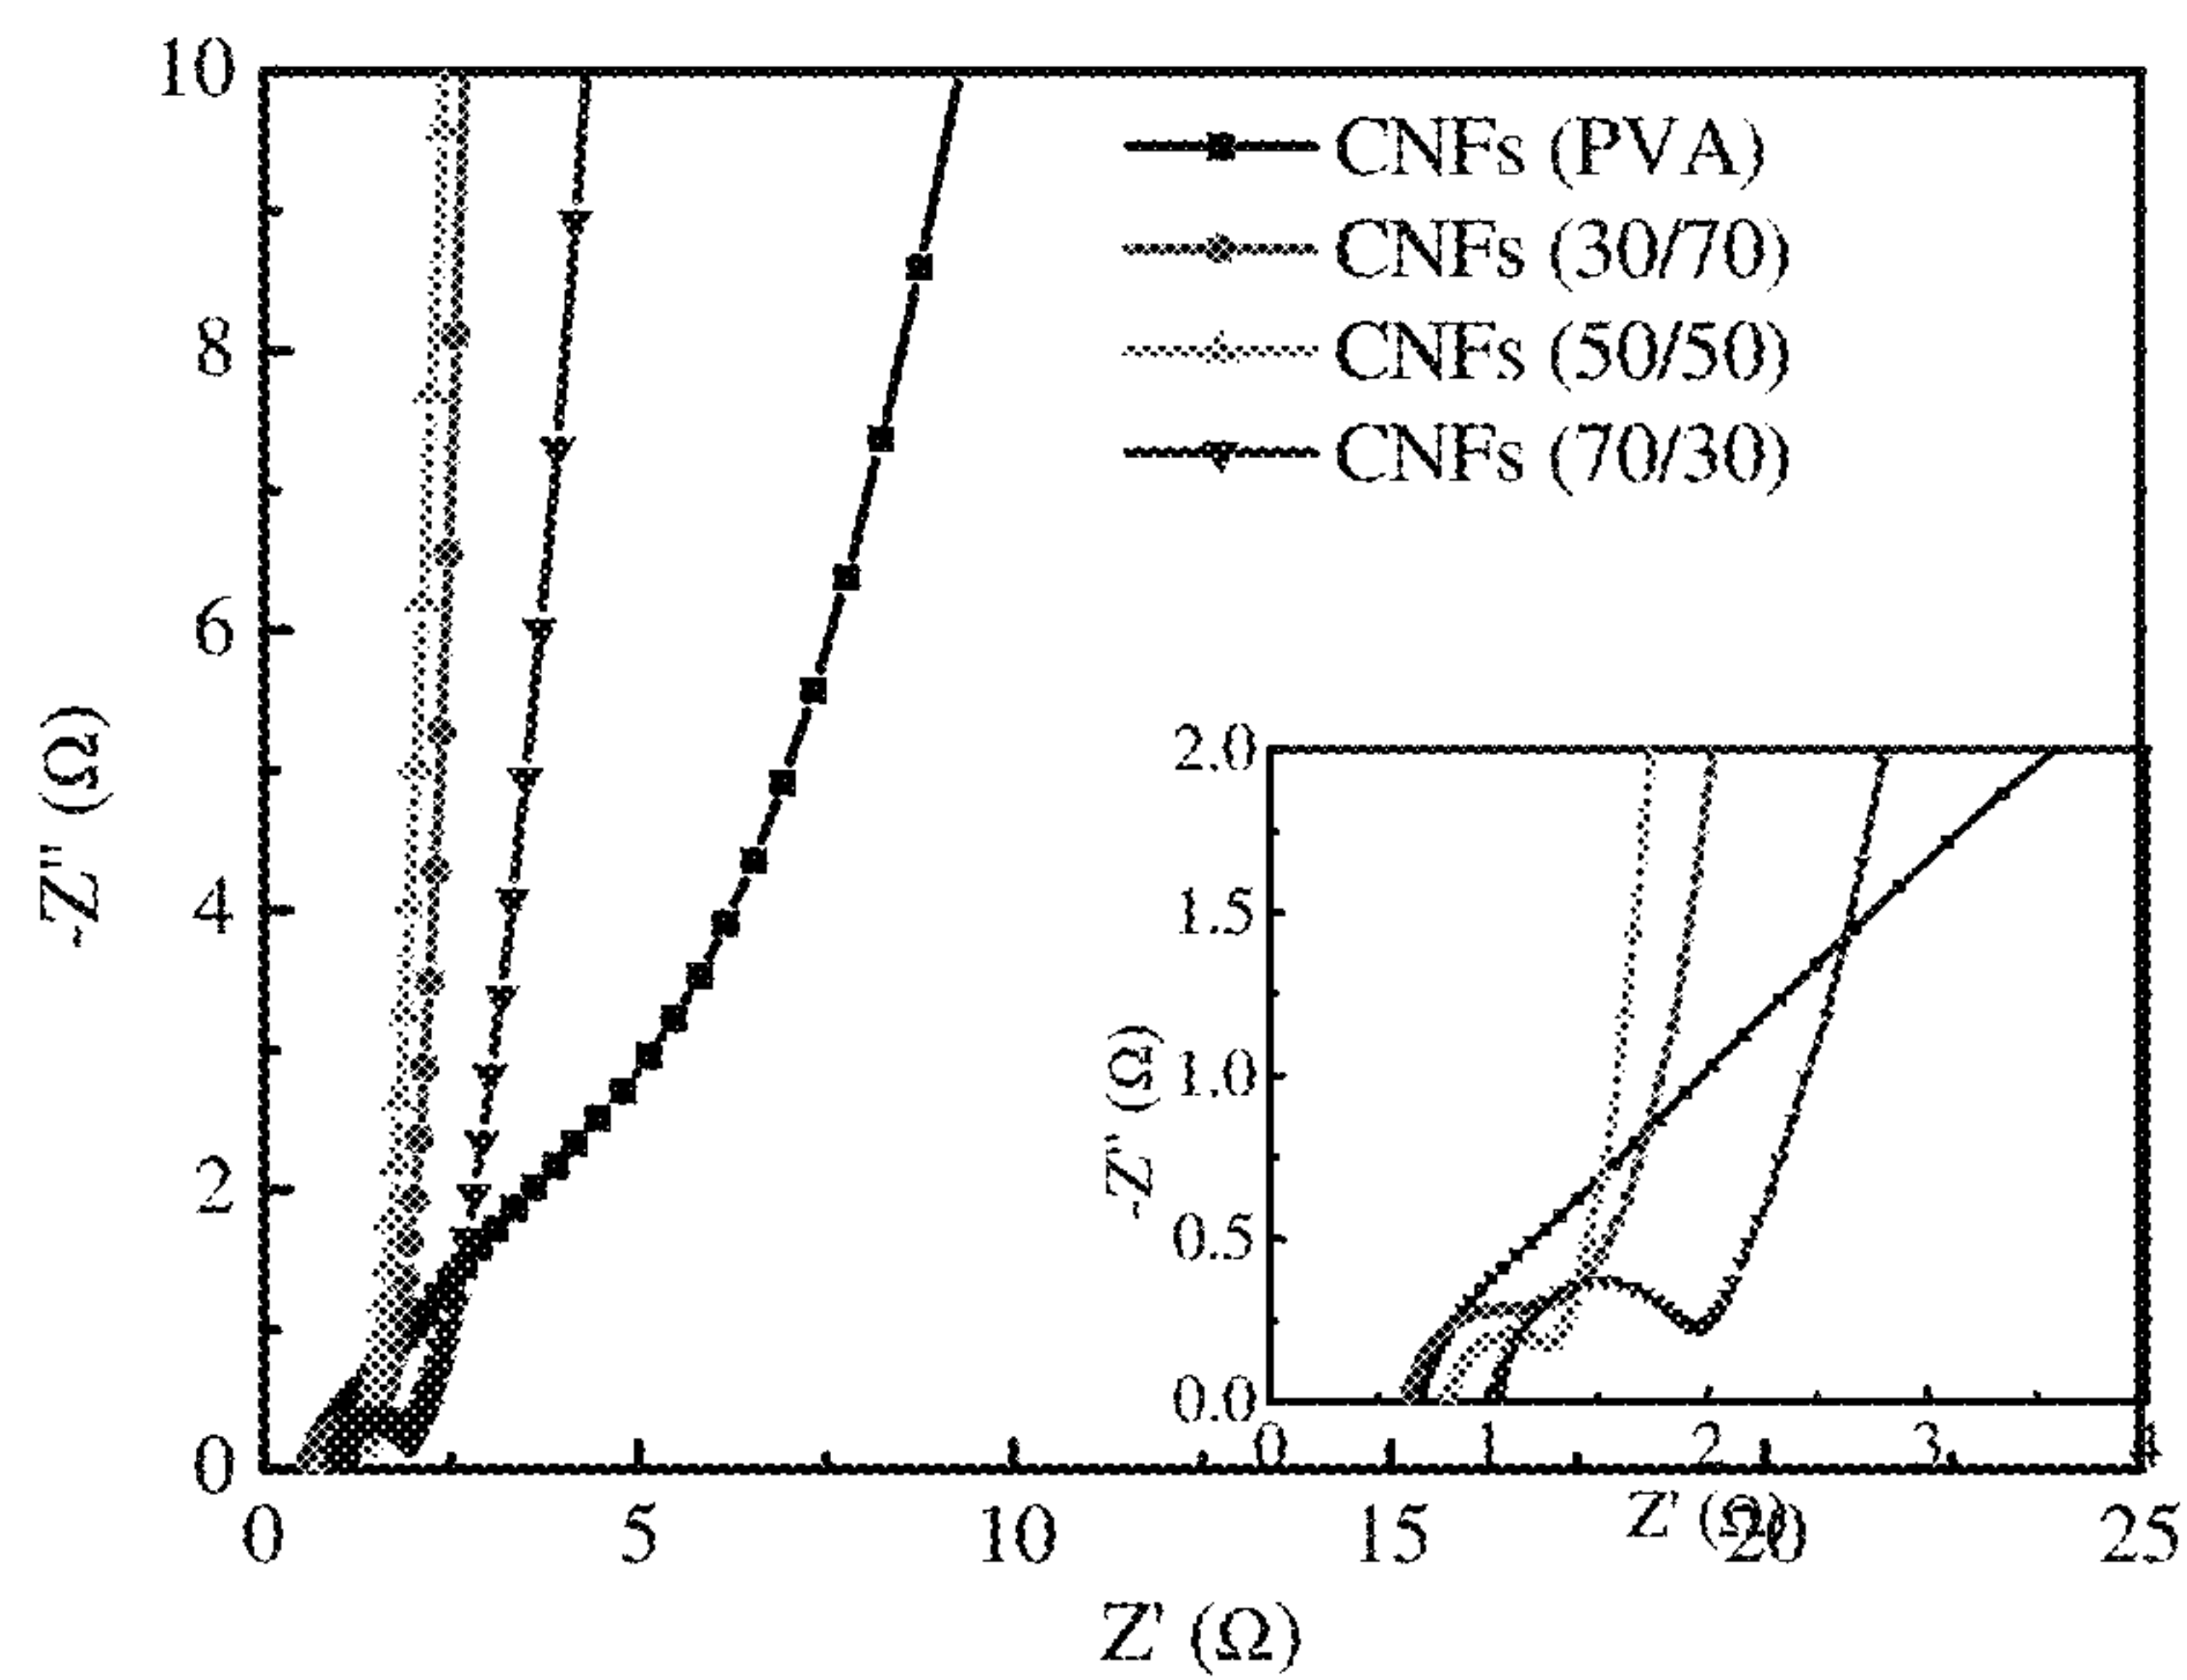 10
8
6
4
2
0
-Z" (Ω)
CNFs (PVA)
CNFs (30/70)
CNFs (50/50)
CNFs (70/30)
2.0
1.5
1.0
0.5
0.0
-Z" (Ω)
0 1 2 3 4
Z' (Ω)
0 5 10 15 20 25
Z' (Ω)